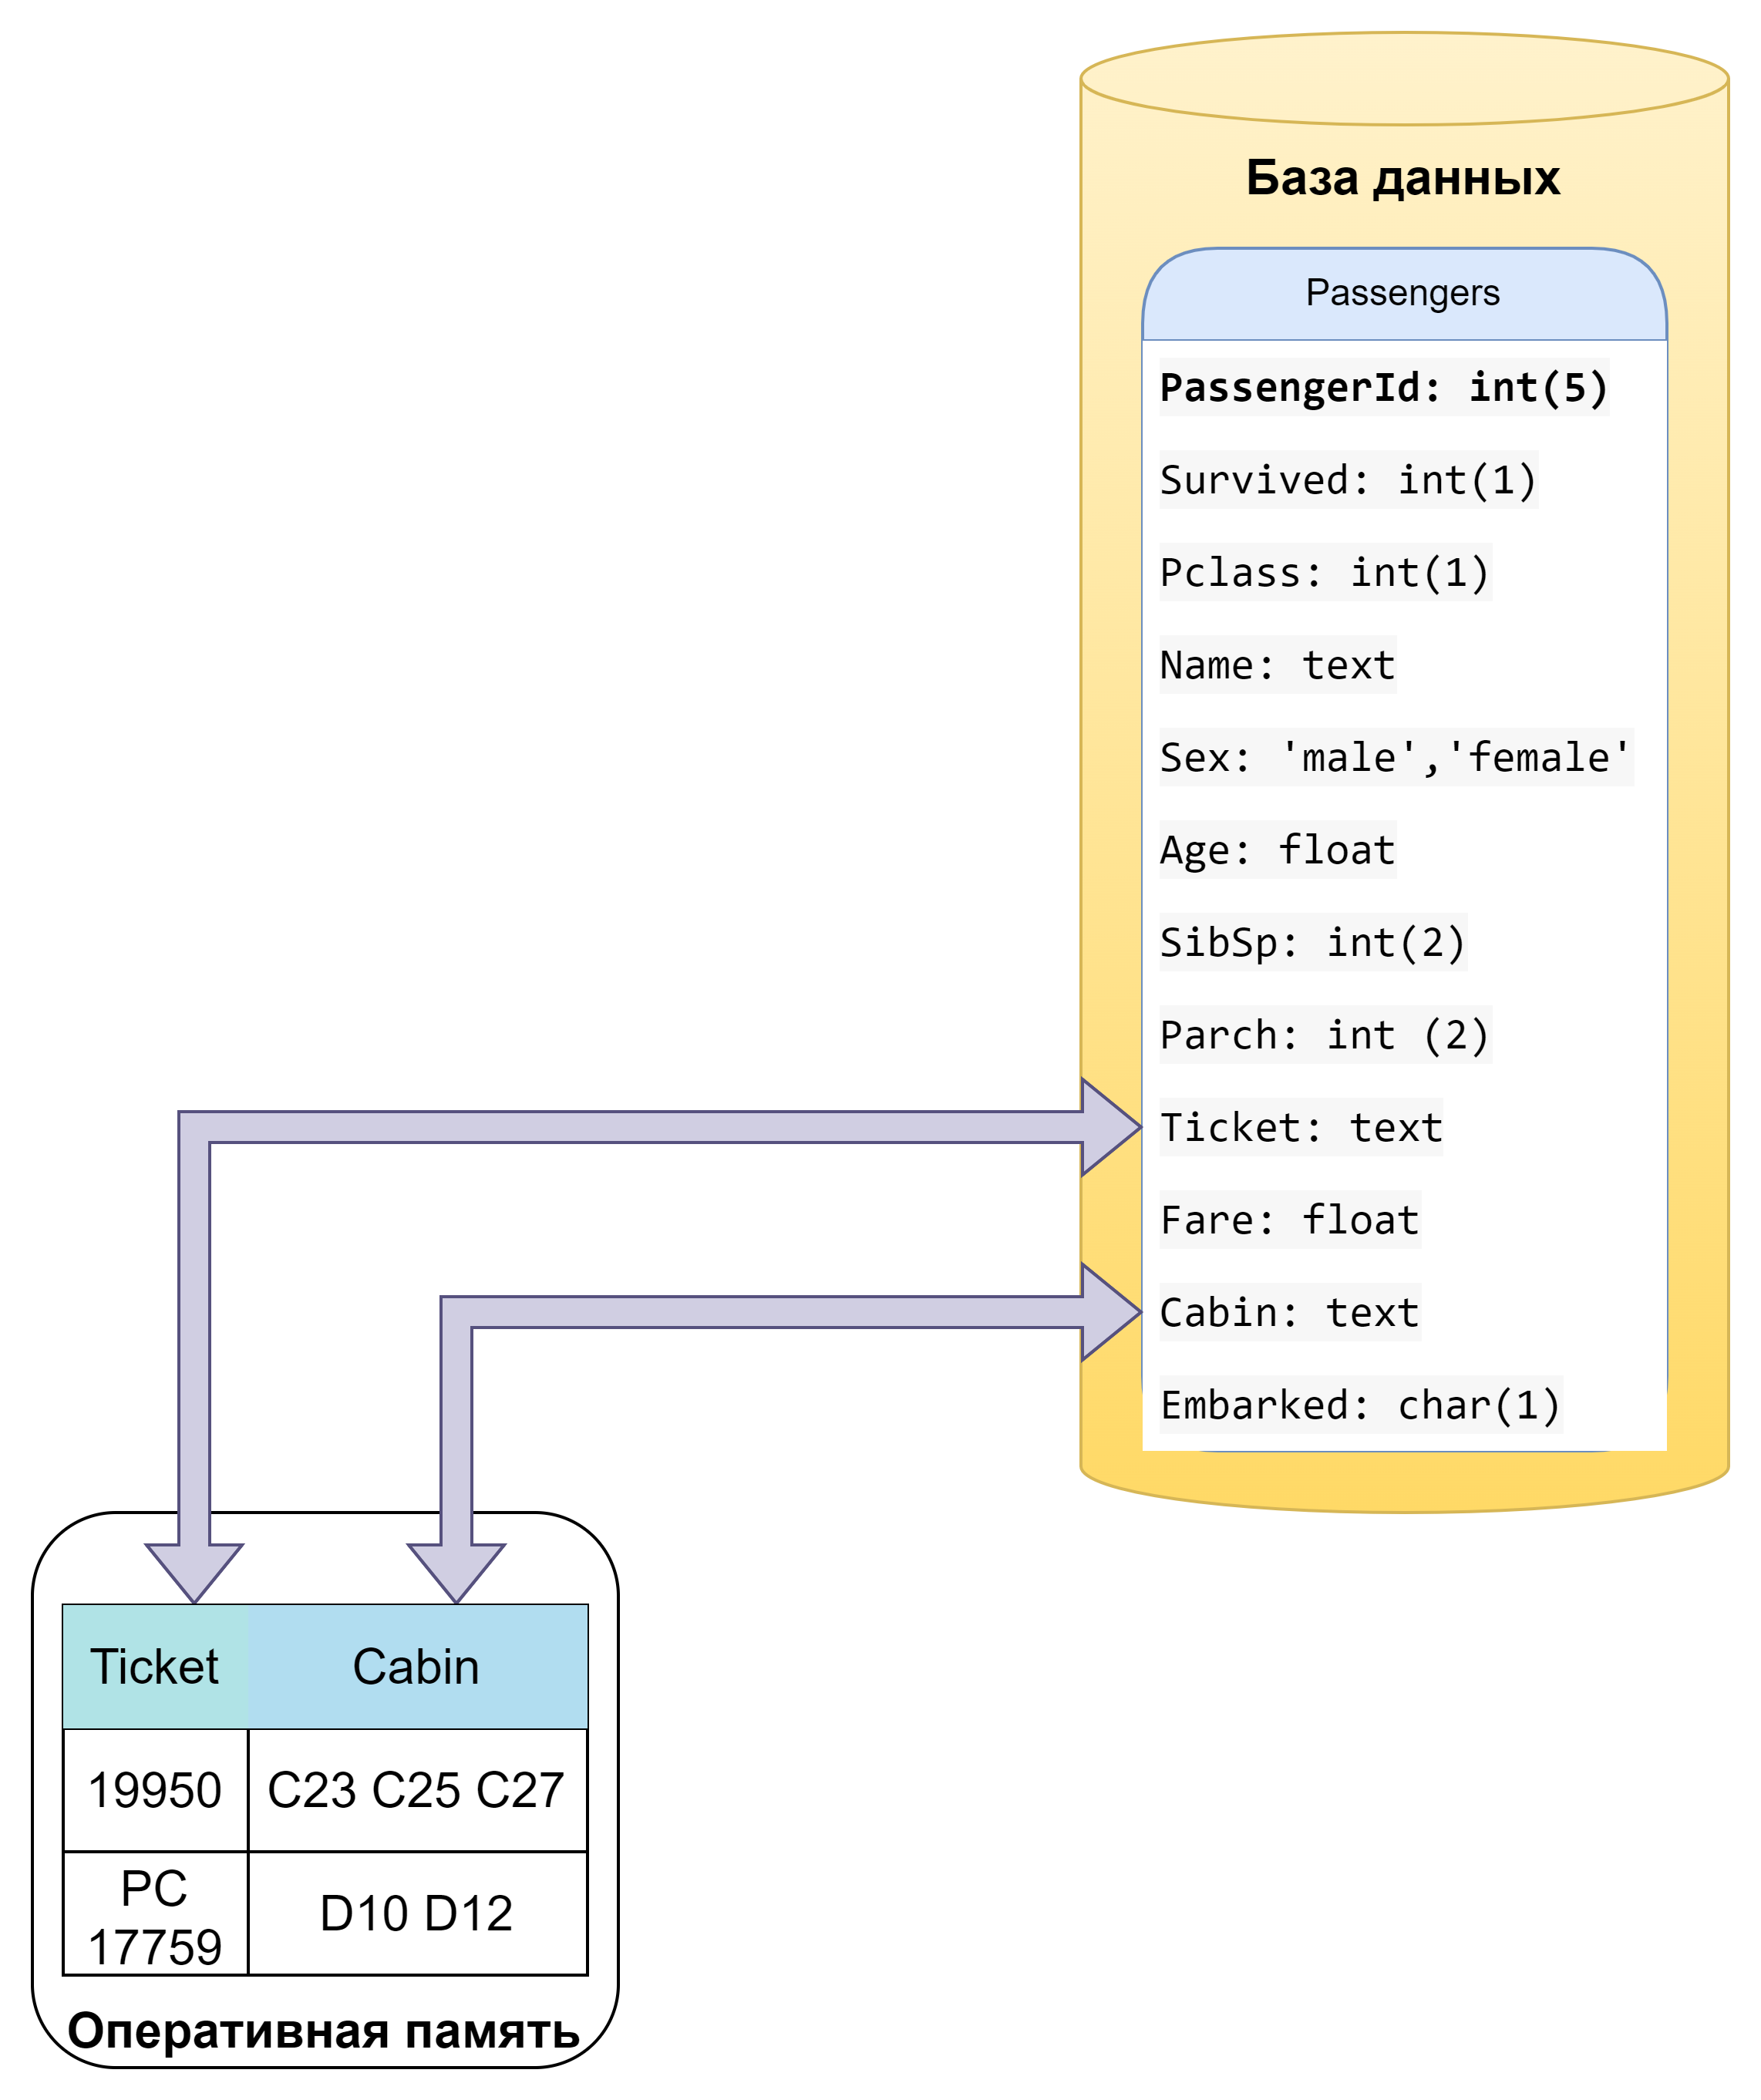 База данных
Passengers
PassengerId: int(5)
Survived: int(1)
Pclass: int(1)
Name: text
Sex: 'male','female'
Age: float
SibSp: int(2)
Parch: int (2)
Ticket: text
Fare: float
Cabin: text
Embarked: char(1)
Ticket Cabin
19950 C23 C25 C27
PC
17759
D10 D12
Оперативная память